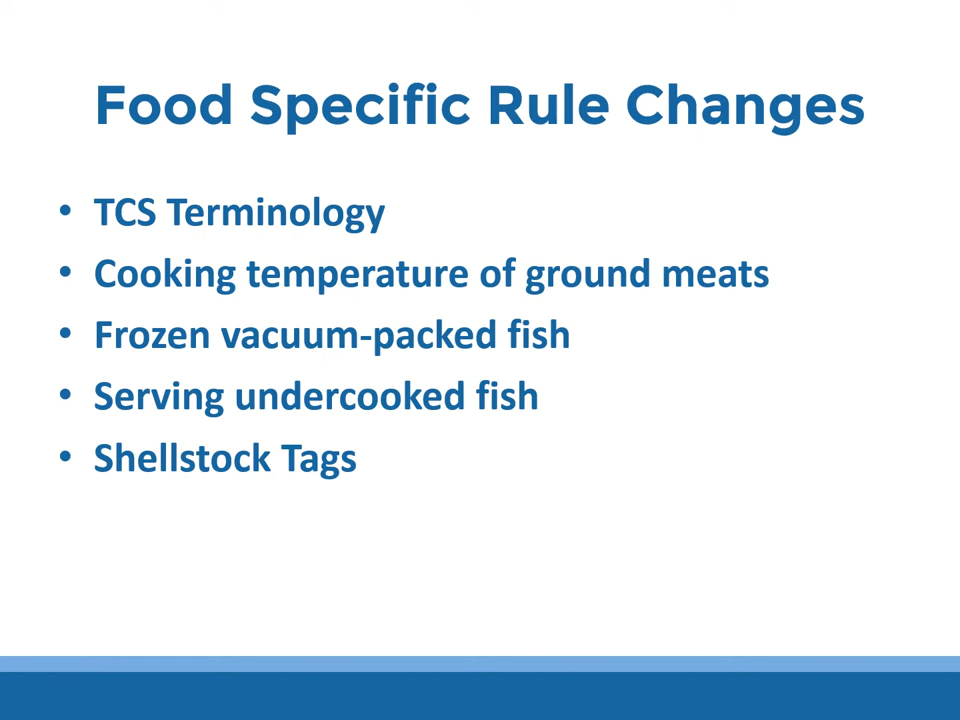 Food Specific Rule Changes
• TCS Terminology
• Cooking temperature of ground meats
• Frozen vacuum-packed fish
• Serving undercooked fish
• Shellstock Tags